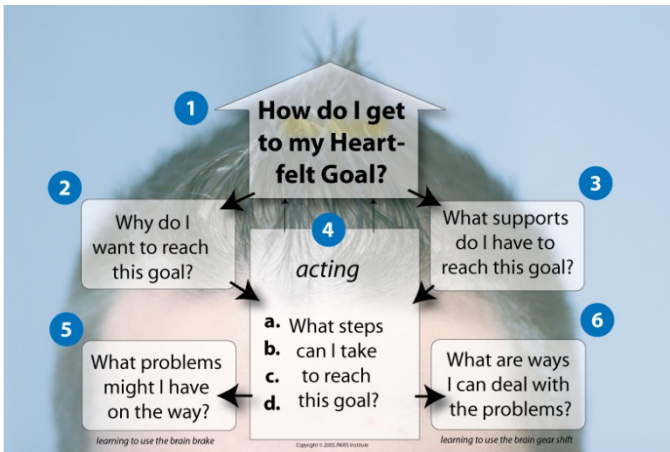 1
How do I get
to my Heart-
felt Goal?
2
Why do I
want to reach
this goal?
3
What supports
do I have to
reach this goal?
4
acting
a. What steps
b. can I take
c. to reach
d. this goal?
5
What problems
might I have
on the way?
learning to use the brain brake
6
What are ways
I can deal with
the problems?
learning to use the brain gear shift